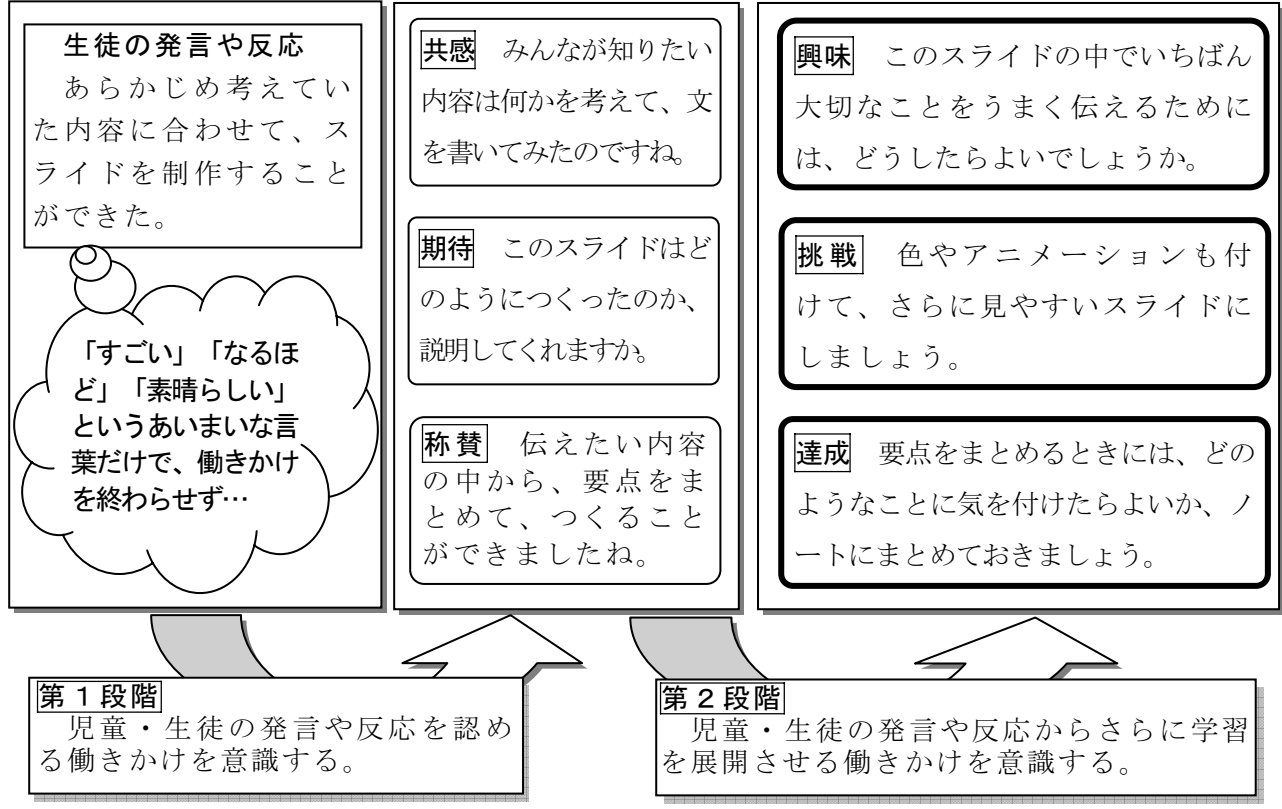 生徒の発言や反応
あらかじめ考えてい
た内容に合わせて、ス
ライドを制作すること
ができた。
「すごい」「なるほ
ど」「素晴らしい」
というあいまいな言
葉だけで、働きかけ
を終わらせず…
共感 みんなが知りたい
内容は何かを考えて、文
を書いてみたのですね。
期待 このスライドはど
のようにつくったのか、
説明してくれますか。
称賛 伝えたい内容
の中から、要点をま
とめて、つくること
ができましたね。
興味 このスライドの中でいちばん
大切なことをうまく伝えるために
は、どうしたらよいでしょうか。
挑戦 色やアニメーションも付
けて、さらに見やすいスライドに
しましょう。
達成 要点をまとめるときには、どの
ようなことに気を付けたらよいか、ノ
ートにまとめておきましょう。
第1段階
児童・生徒の発言や反応を認め
る働きかけを意識する。
第2段階
児童・生徒の発言や反応からさらに学習
を展開させる働きかけを意識する。